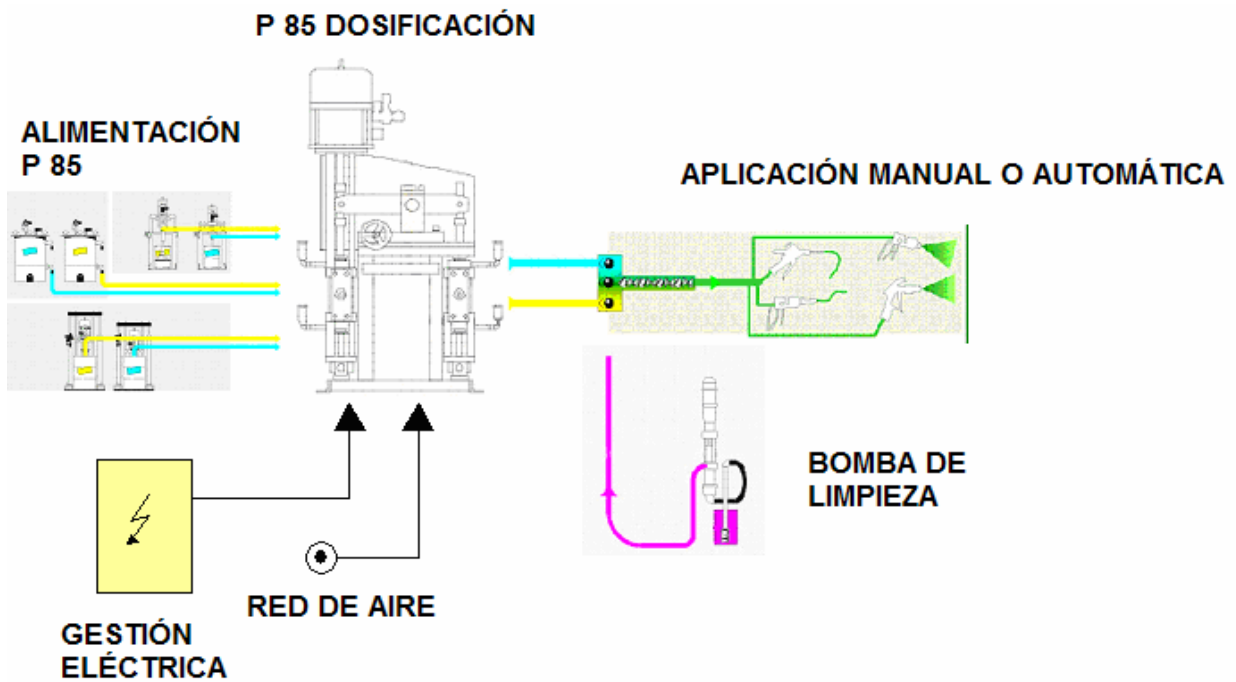 P 85 DOSIFICACIÓN
ALIMENTACIÓN
P 85
APLICACIÓN MANUAL O AUTOMÁTICA
BOMBA DE
LIMPIEZA
RED DE AIRE
GESTIÓN
ELÉCTRICA